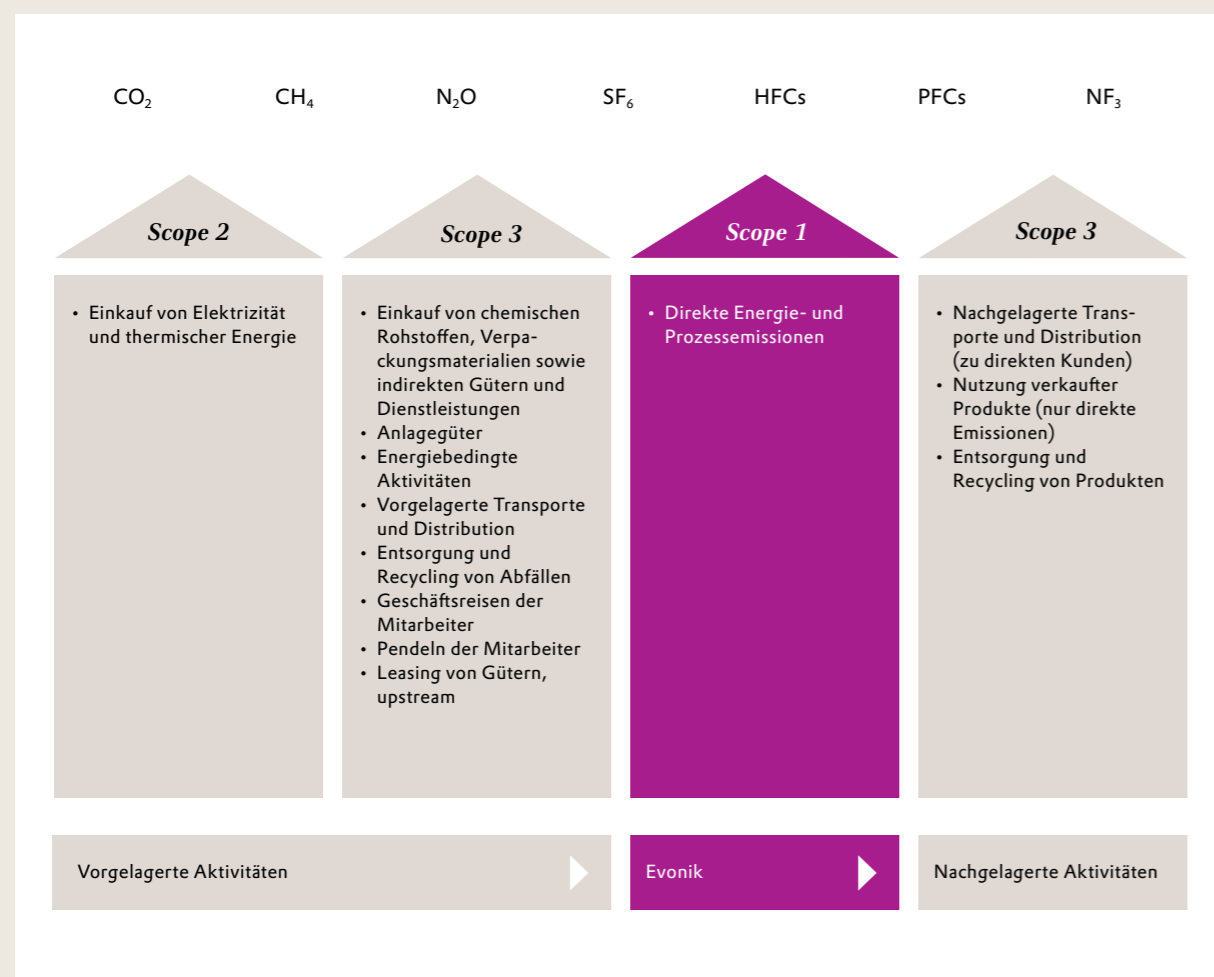 CO₂ CH₄ N₂O SF₆ HFCs PFCs NF₃
Scope 2
• Einkauf von Elektrizität
und thermischer Energie
Scope 3
• Einkauf von chemischen
Rohstoffen, Verpa-
ckungsmaterialien sowie
indirekten Gütern und
Dienstleistungen
• Anlagegüter
• Energiebedingte
Aktivitäten
• Vorgelagerte Transporte
und Distribution
• Entsorgung und
Recycling von Abfällen
• Geschäftsreisen der
Mitarbeiter
• Pendeln der Mitarbeiter
• Leasing von Gütern,
upstream
Scope 1
• Direkte Energie- und
Prozessemissionen
Scope 3
• Nachgelagerte Trans-
porte und Distribution
(zu direkten Kunden)
• Nutzung verkaufter
Produkte (nur direkte
Emissionen)
• Entsorgung und
Recycling von Produkten
Vorgelagerte Aktivitäten
Evonik
Nachgelagerte Aktivitäten